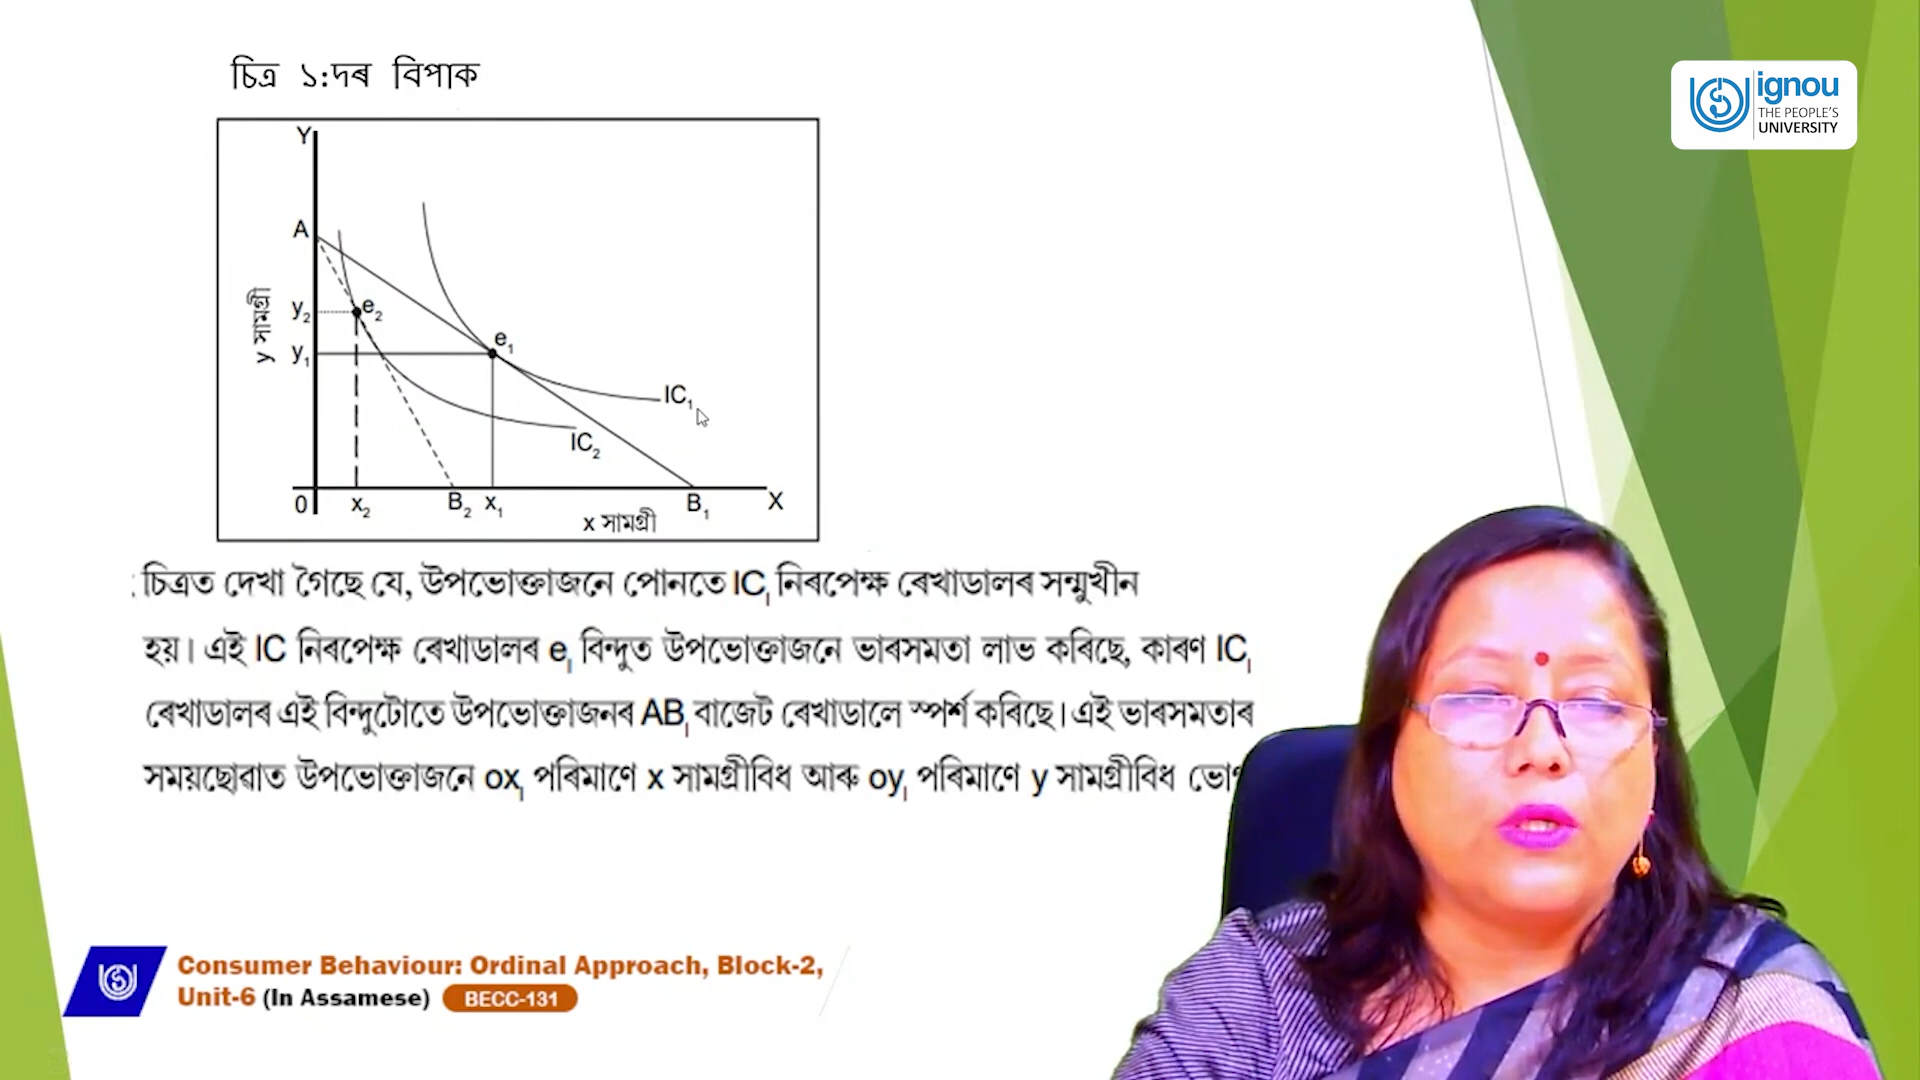 চিত্ৰ ১:দৰ বিপাক
ignou
THE PEOPLE'S
UNIVERSITY
Y
A
y সামগ্ৰী
y₂
e₂
y₁
e₁
IC₁
IC₂
0
x₂
B₂
x₁
B₁
X
x সামগ্ৰী
: চিত্ৰত দেখা গৈছে যে, উপভোক্তাজনে পোনতে IC₁ নিৰপেক্ষ ৰেখাডালৰ সন্মুখীন
হয়। এই IC নিৰপেক্ষ ৰেখাডালৰ e₁ বিন্দুত উপভোক্তাজনে ভাৰসমতা লাভ কৰিছে, কাৰণ IC₁
ৰেখাডালৰ এই বিন্দুটোতে উপভোক্তাজনৰ AB₁ বাজেট ৰেখাডালে স্পৰ্শ কৰিছে। এই ভাৰসমতাৰ
সময়ছোৱাত উপভোক্তাজনে ox₁ পৰিমাণে x সামগ্ৰীবিধ আৰু oy₁ পৰিমাণে y সামগ্ৰীবিধ
Consumer Behaviour: Ordinal Approach, Block-2,
Unit-6 (In Assamese) BECC-131